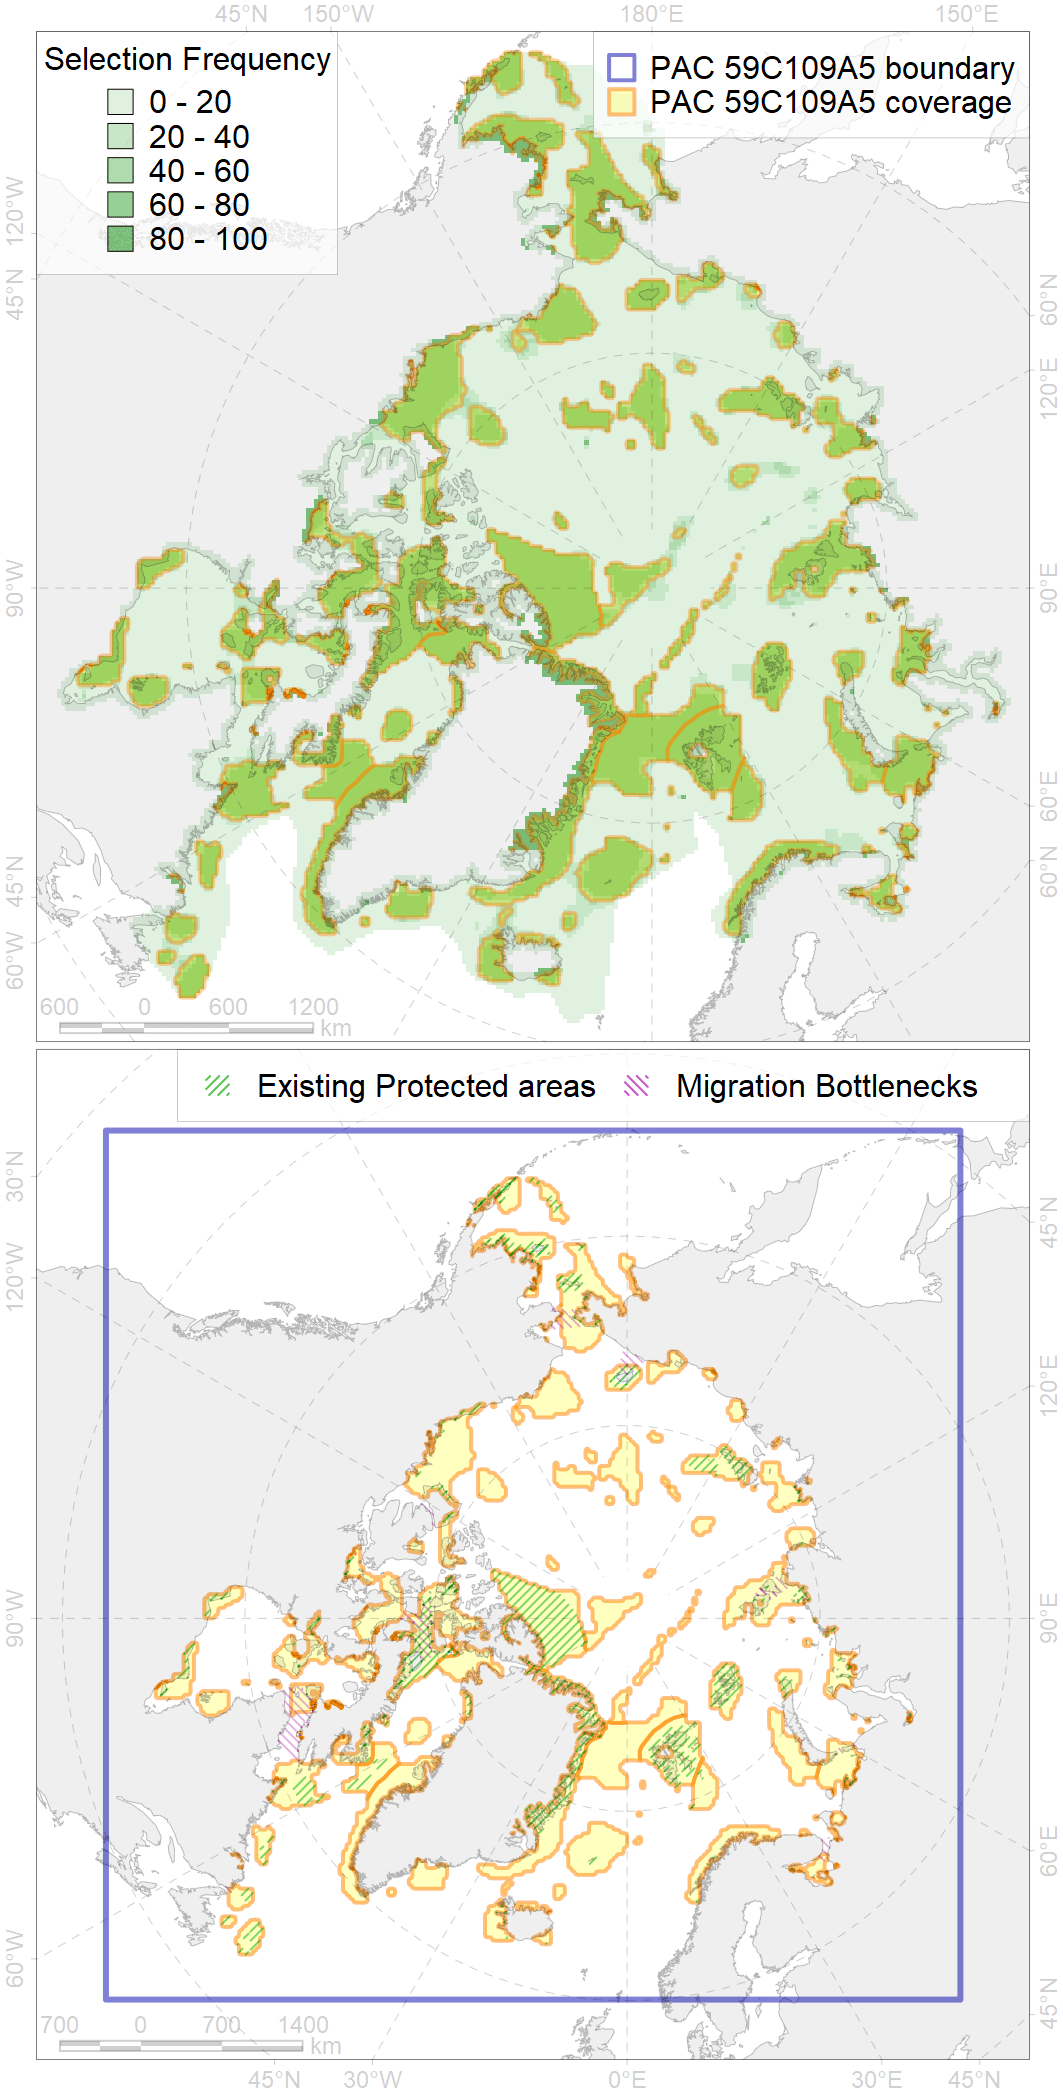 45°N 150°W 180°E 150°E
Selection Frequency
0 - 20
20 - 40
40 - 60
60 - 80
80 - 100
PAC 59C109A5 boundary
PAC 59C109A5 coverage
120°W
45°N
90°W
45°N
60°W
60°N
120°E
90°E
60°E
60°N
600 0 600 1200 km
Existing Protected areas Migration Bottlenecks
30°N
120°W
90°W
60°W
45°N
120°E
90°E
60°E
45°N
700 0 700 1400 km
45°N 30°W 0°E 30°E 45°N